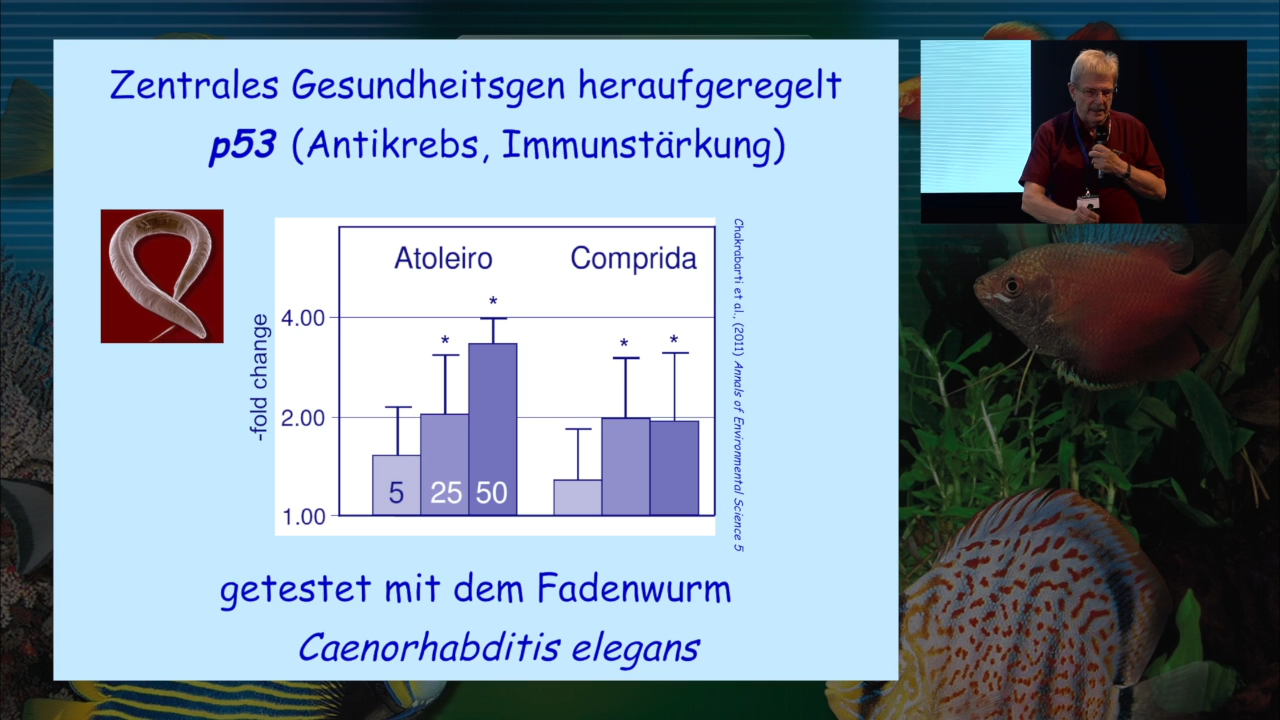 Zentrales Gesundheitsgen heraufgeregelt
p53 (Antikrebs, Immunstärkung)
Atoleiro
Comprida
*
*
*
*
4.00
2.00
1.00
-fold change
5
25
50
Chakrabarti et al., (2011) Annals of Environmental Science 5
getestet mit dem Fadenwurm
Caenorhabditis elegans